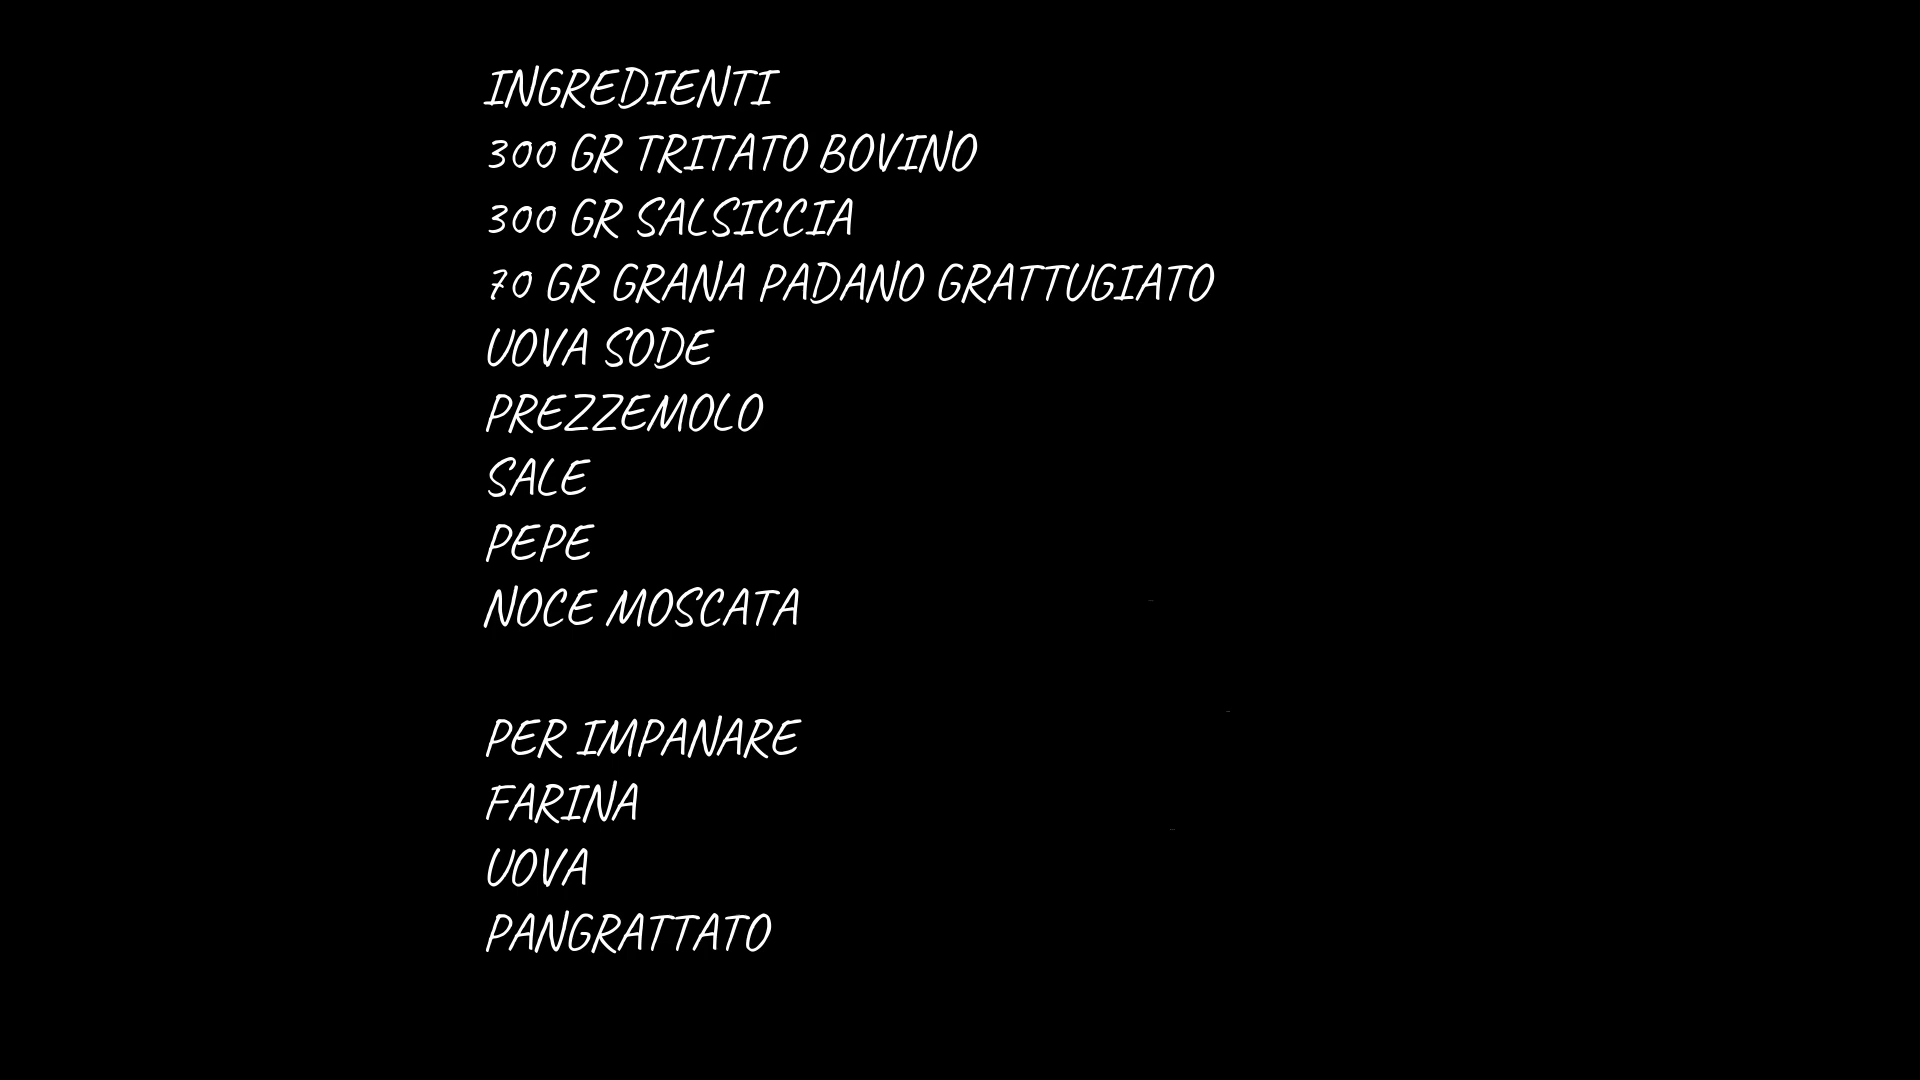 INGREDIENTI
300 GR TRITATO BOVINO
300 GR SALSICCIA
70 GR GRANA PADANO GRATTUGIATO
UOVA SODE
PREZZEMOLO
SALE
PEPE
NOCE MOSCATA
PER IMPANARE
FARINA
UOVA
PANGRATTATO